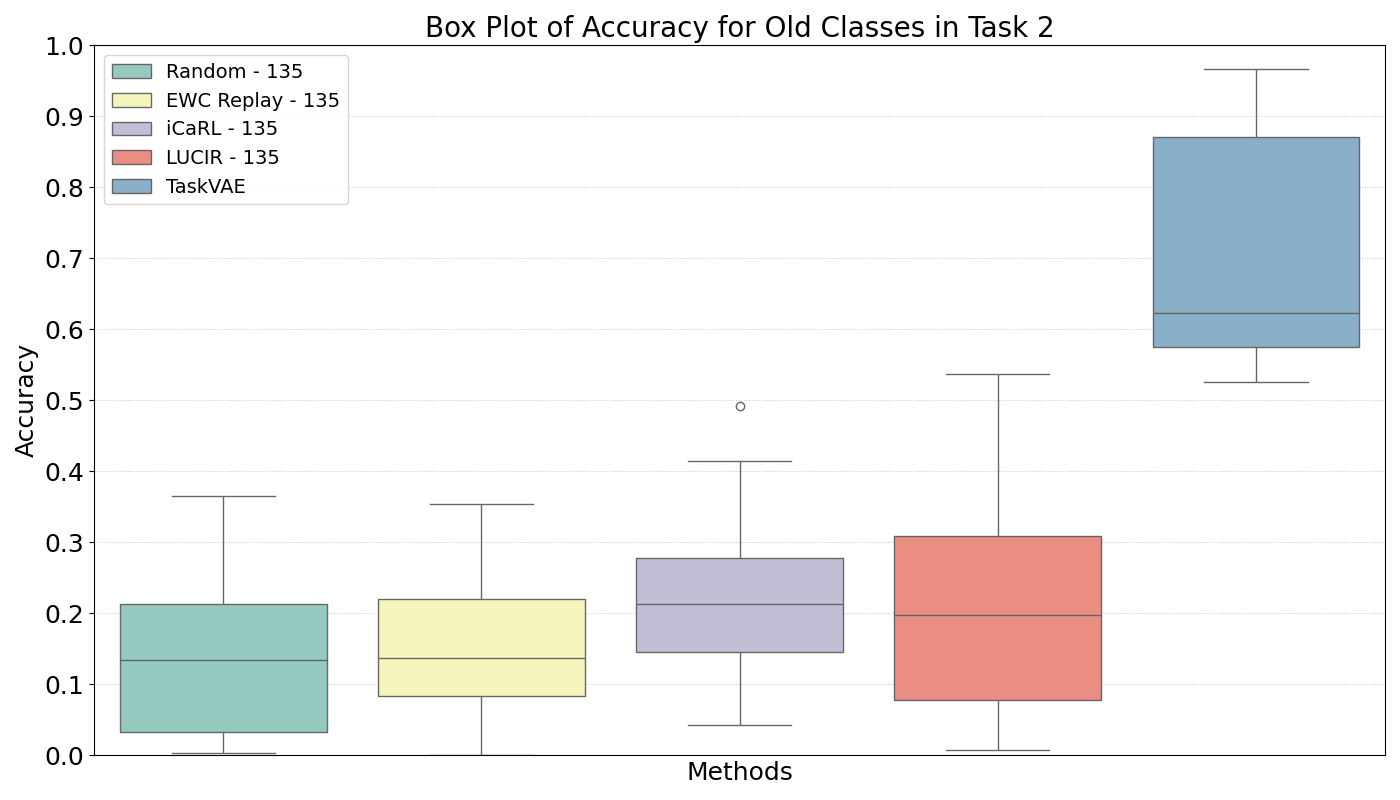 Box Plot of Accuracy for Old Classes in Task 2
1.0
0.9
0.8
0.7
0.6
0.5
0.4
0.3
0.2
0.1
0.0
Accuracy
Random - 135
EWC Replay - 135
iCaRL - 135
LUCIR - 135
TaskVAE
Methods